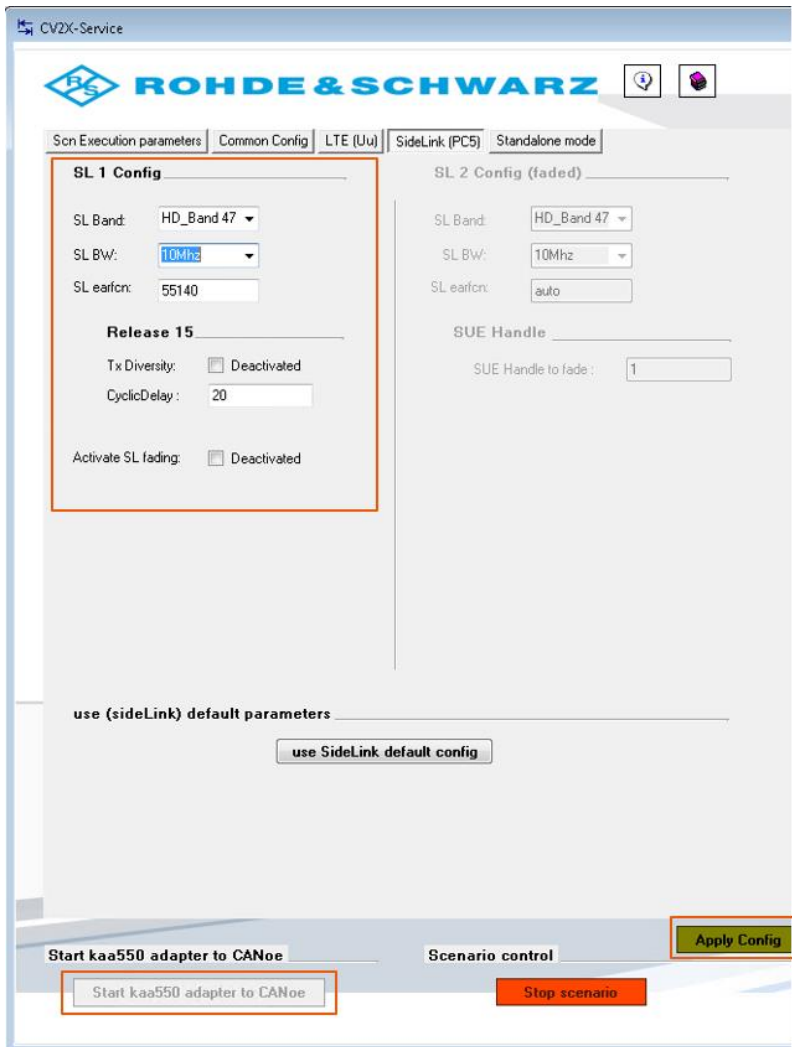 CV2X-Service
R S ROHDE & SCHWARZ
Scn Execution parameters Common Config LTE (Uu) SideLink (PC5) Standalone mode
SL 1 Config
SL Band: HD_Band 47
SL BW: 10Mhz
SL earfcn: 55140
Release 15
Tx Diversity: Deactivated
CyclicDelay : 20
Activate SL fading: Deactivated
SL 2 Config (faded)
SL Band: HD_Band 47
SL BW: 10Mhz
SL earfcn: auto
SUE Handle
SUE Handle to fade : 1
use (sideLink) default parameters
use SideLink default config
Apply Config
Start kaa550 adapter to CANoe
Scenario control
Start kaa550 adapter to CANoe
Stop scenario